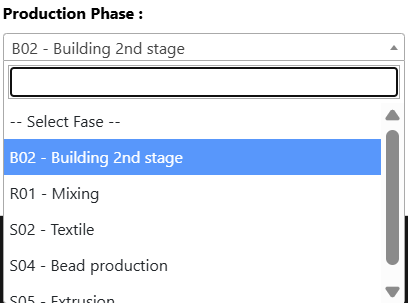 Production Phase :
B02 - Building 2nd stage
-- Select Fase --
B02 - Building 2nd stage
R01 - Mixing
S02 - Textile
S04 - Bead production
S05 - Extrusion